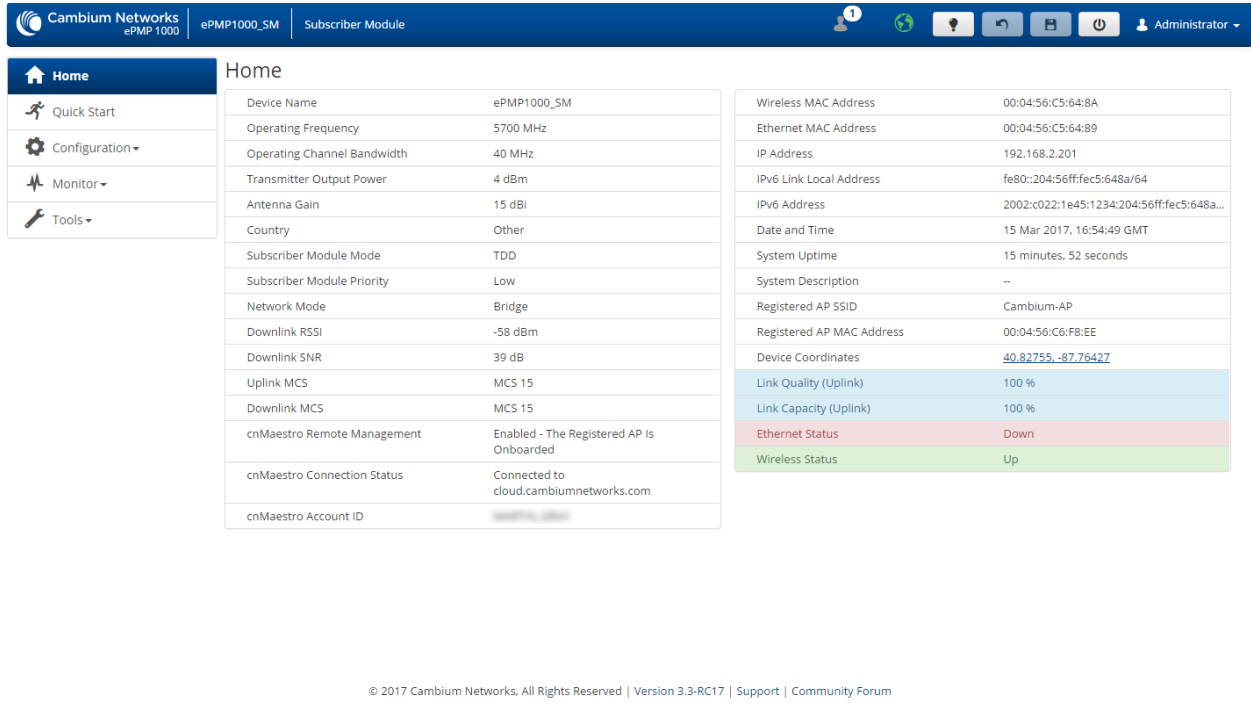 Cambium Networks
ePMP 1000
ePMP1000_SM
Subscriber Module
1
Administrator
Home
Quick Start
Configuration
Monitor
Tools
Home
Device Name ePMP1000_SM
Operating Frequency 5700 MHz
Operating Channel Bandwidth 40 MHz
Transmitter Output Power 4 dBm
Antenna Gain 15 dBi
Country Other
Subscriber Module Mode TDD
Subscriber Module Priority Low
Network Mode Bridge
Downlink RSSI -58 dBm
Downlink SNR 39 dB
Uplink MCS MCS 15
Downlink MCS MCS 15
cnMaestro Remote Management Enabled - The Registered AP Is
Onboarded
cnMaestro Connection Status Connected to
cloud.cambiumnetworks.com
cnMaestro Account ID
Wireless MAC Address 00:04:56:C5:64:8A
Ethernet MAC Address 00:04:56:C5:64:89
IP Address 192.168.2.201
IPv6 Link Local Address fe80::204:56ff:fec5:648a/64
IPv6 Address 2002:c022:1e45:1234:204:56ff:fec5:648a...
Date and Time 15 Mar 2017, 16:54:49 GMT
System Uptime 15 minutes, 52 seconds
System Description --
Registered AP SSID Cambium-AP
Registered AP MAC Address 00:04:56:C6:F8:EE
Device Coordinates 40.82755, -87.76427
Link Quality (Uplink) 100 %
Link Capacity (Uplink) 100 %
Ethernet Status Down
Wireless Status Up
© 2017 Cambium Networks, All Rights Reserved | Version 3.3-RC17 | Support | Community Forum